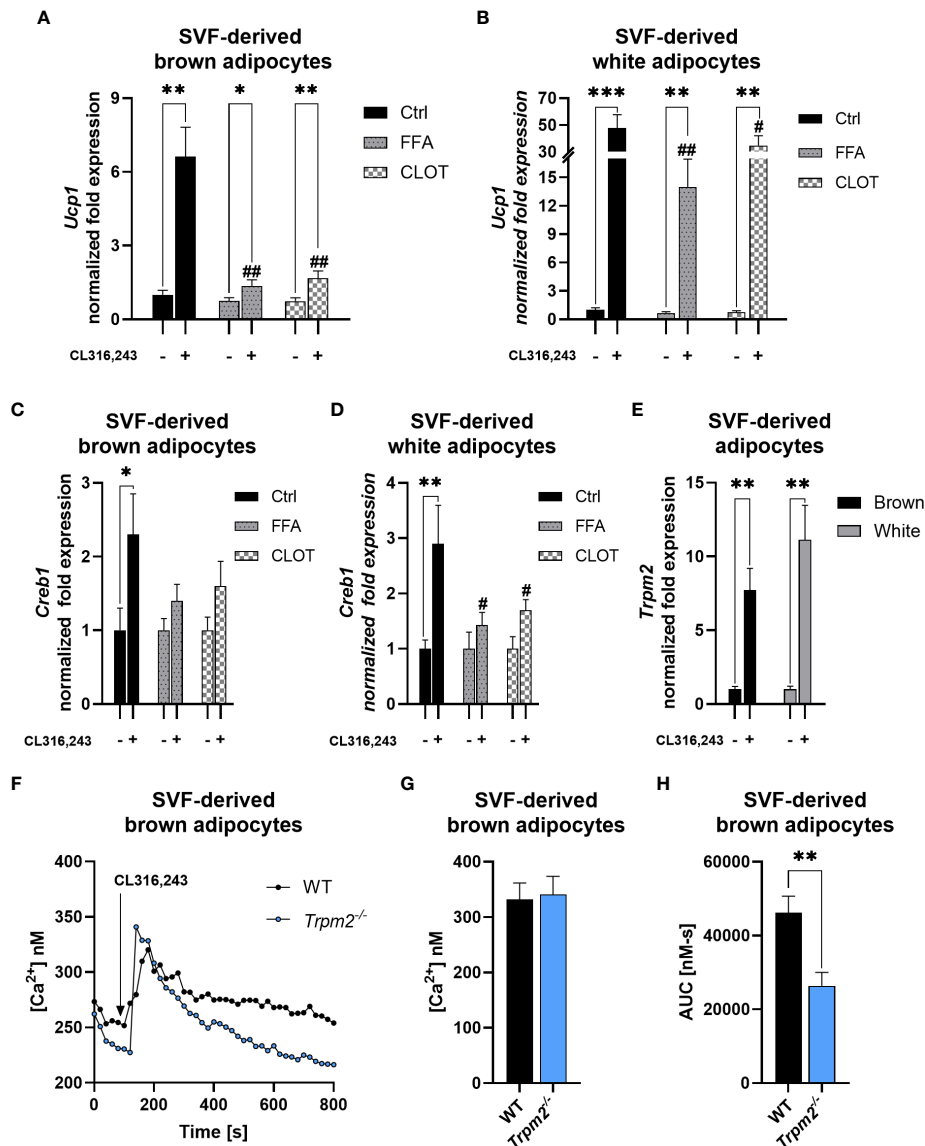 A
SVF-derived
brown adipocytes
Ucp1
normalized fold expression
9
6
3
0
** * **
## ##
Ctrl
FFA
CLOT
CL316,243 - + - + - +
B
SVF-derived
white adipocytes
Ucp1
normalized fold expression
70
50
30
15
12
9
6
3
0
*** ** **
## #
Ctrl
FFA
CLOT
CL316,243 - + - + - +
C
SVF-derived
brown adipocytes
Creb1
normalized fold expression
3
2
1
0
*
Ctrl
FFA
CLOT
CL316,243 - + - + - +
D
SVF-derived
white adipocytes
Creb1
normalized fold expression
4
3
2
1
0
**
# #
Ctrl
FFA
CLOT
CL316,243 - + - + - +
E
SVF-derived
adipocytes
Trpm2
normalized fold expression
15
10
5
0
** **
Brown
White
CL316,243 - + - +
F
SVF-derived
brown adipocytes
[Ca2+] nM
400
350
300
250
200
CL316,243
WT
Trpm2-/-
0 200 400 600 800
Time [s]
G
SVF-derived
brown adipocytes
[Ca2+] nM
400
300
200
100
0
WT
Trpm2-/-
H
SVF-derived
brown adipocytes
AUC [nM-s]
60000
40000
20000
0
**
WT
Trpm2-/-